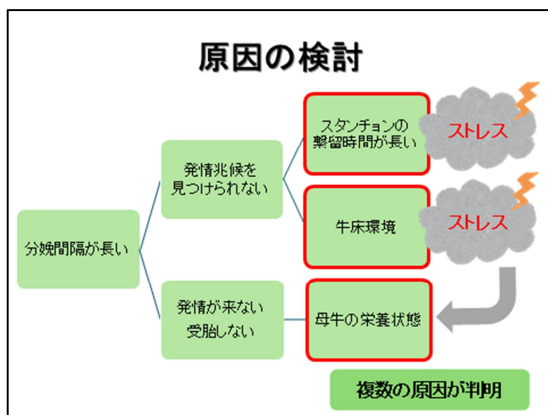 原因の検討
スタンチョンの
繋留時間が長い
ストレス
発情兆候を
見つけられない
牛床環境
ストレス
分娩間隔が長い
発情が来ない
受胎しない
母牛の栄養状態
複数の原因が判明